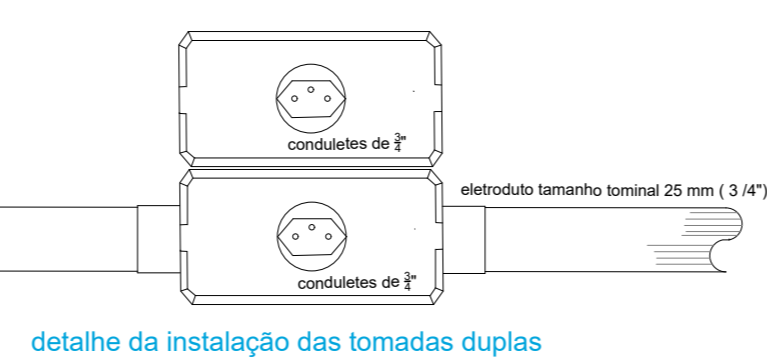 conduletes de 3/4"
eletroduto tamanho tominal 25 mm ( 3 /4")
conduletes de 3/4"
detalhe da instalação das tomadas duplas